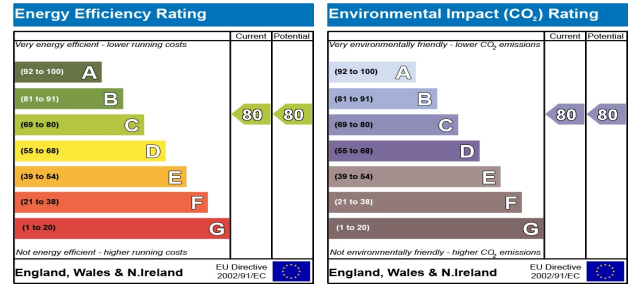 Energy Efficiency Rating
Current Potential
Very energy efficient - lower running costs
(92 to 100) A
(81 to 91) B
(69 to 80) C
(55 to 68) D
(39 to 54) E
(21 to 38) F
(1 to 20) G
80 80
Not energy efficient - higher running costs
England, Wales & N.Ireland
EU Directive
2002/91/EC
Environmental Impact (CO₂) Rating
Current Potential
Very environmentally friendly - lower CO₂ emissions
(92 to 100) A
(81 to 91) B
(69 to 80) C
(55 to 68) D
(39 to 54) E
(21 to 38) F
(1 to 20) G
80 80
Not environmentally friendly - higher CO₂ emissions
England, Wales & N.Ireland
EU Directive
2002/91/EC